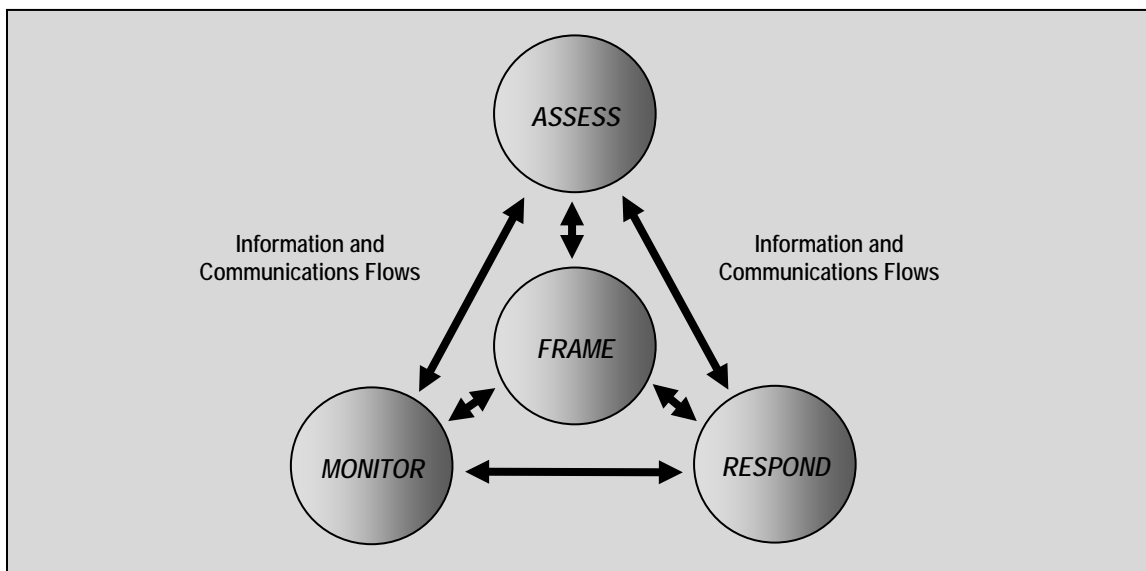 ASSESS
Information and
Communications Flows
Information and
Communications Flows
FRAME
MONITOR
RESPOND